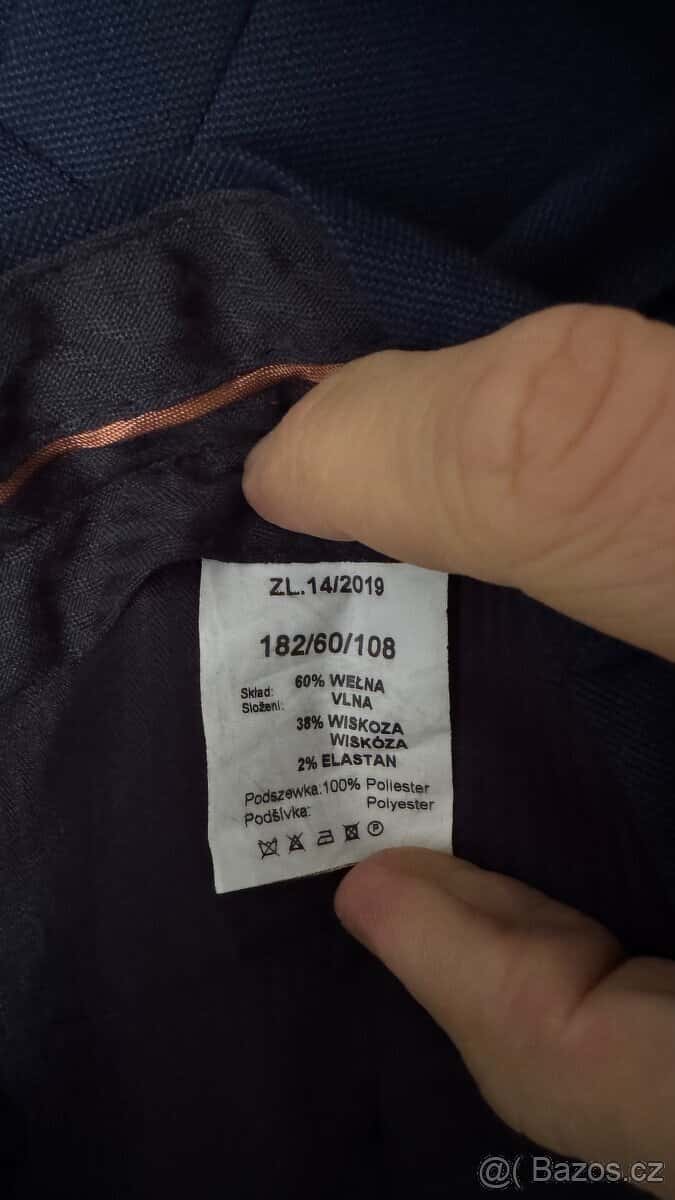 ZL.14/2019
182/60/108
Skład: 60% WEŁNA
Složení: VLNA
38% WISKOZA
WISKÓZA
2% ELASTAN
Podszewka:100% Poliester
Podšívka: Polyester
@( Bazos.cz